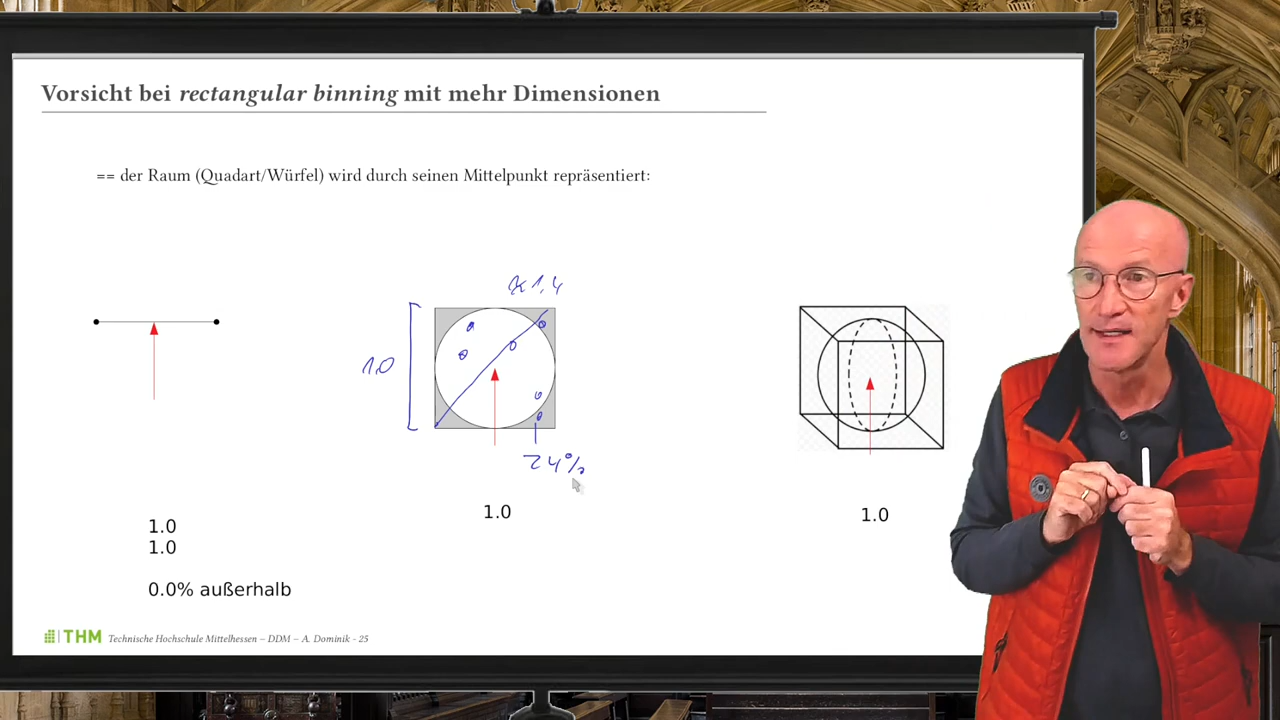 Vorsicht bei rectangular binning mit mehr Dimensionen
== der Raum (Quadart/Würfel) wird durch seinen Mittelpunkt repräsentiert:
1,4
1.0
24%
1.0
1.0
0.0% außerhalb
1.0
1.0
THM Technische Hochschule Mittelhessen – DDM – A. Dominik - 25